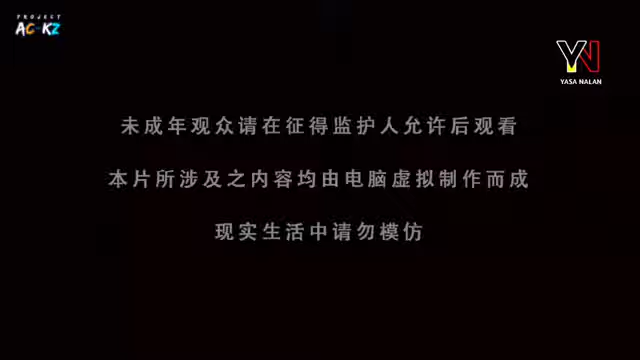 PROJECT
AC-KZ
YN
YASA NALAN
未成年观众请在征得监护人允许后观看
本片所涉及之内容均由电脑虚拟制作而成
现实生活中请勿模仿